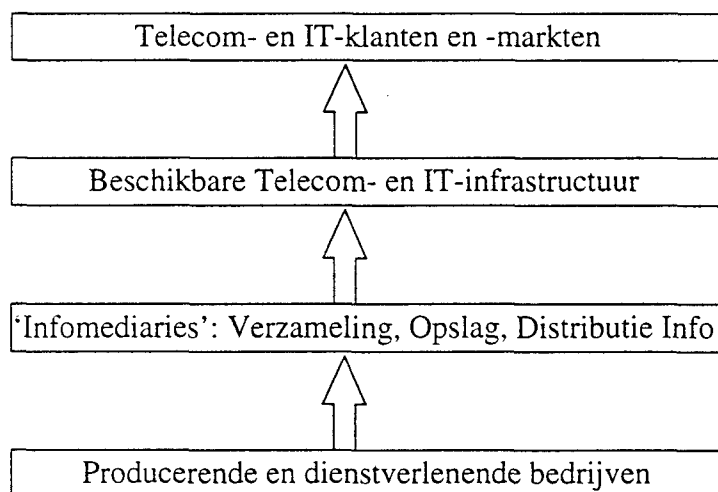 Telecom- en IT-klanten en -markten
Beschikbare Telecom- en IT-infrastructuur
'Infomediaries': Verzameling, Opslag, Distributie Info
Producerende en dienstverlenende bedrijven